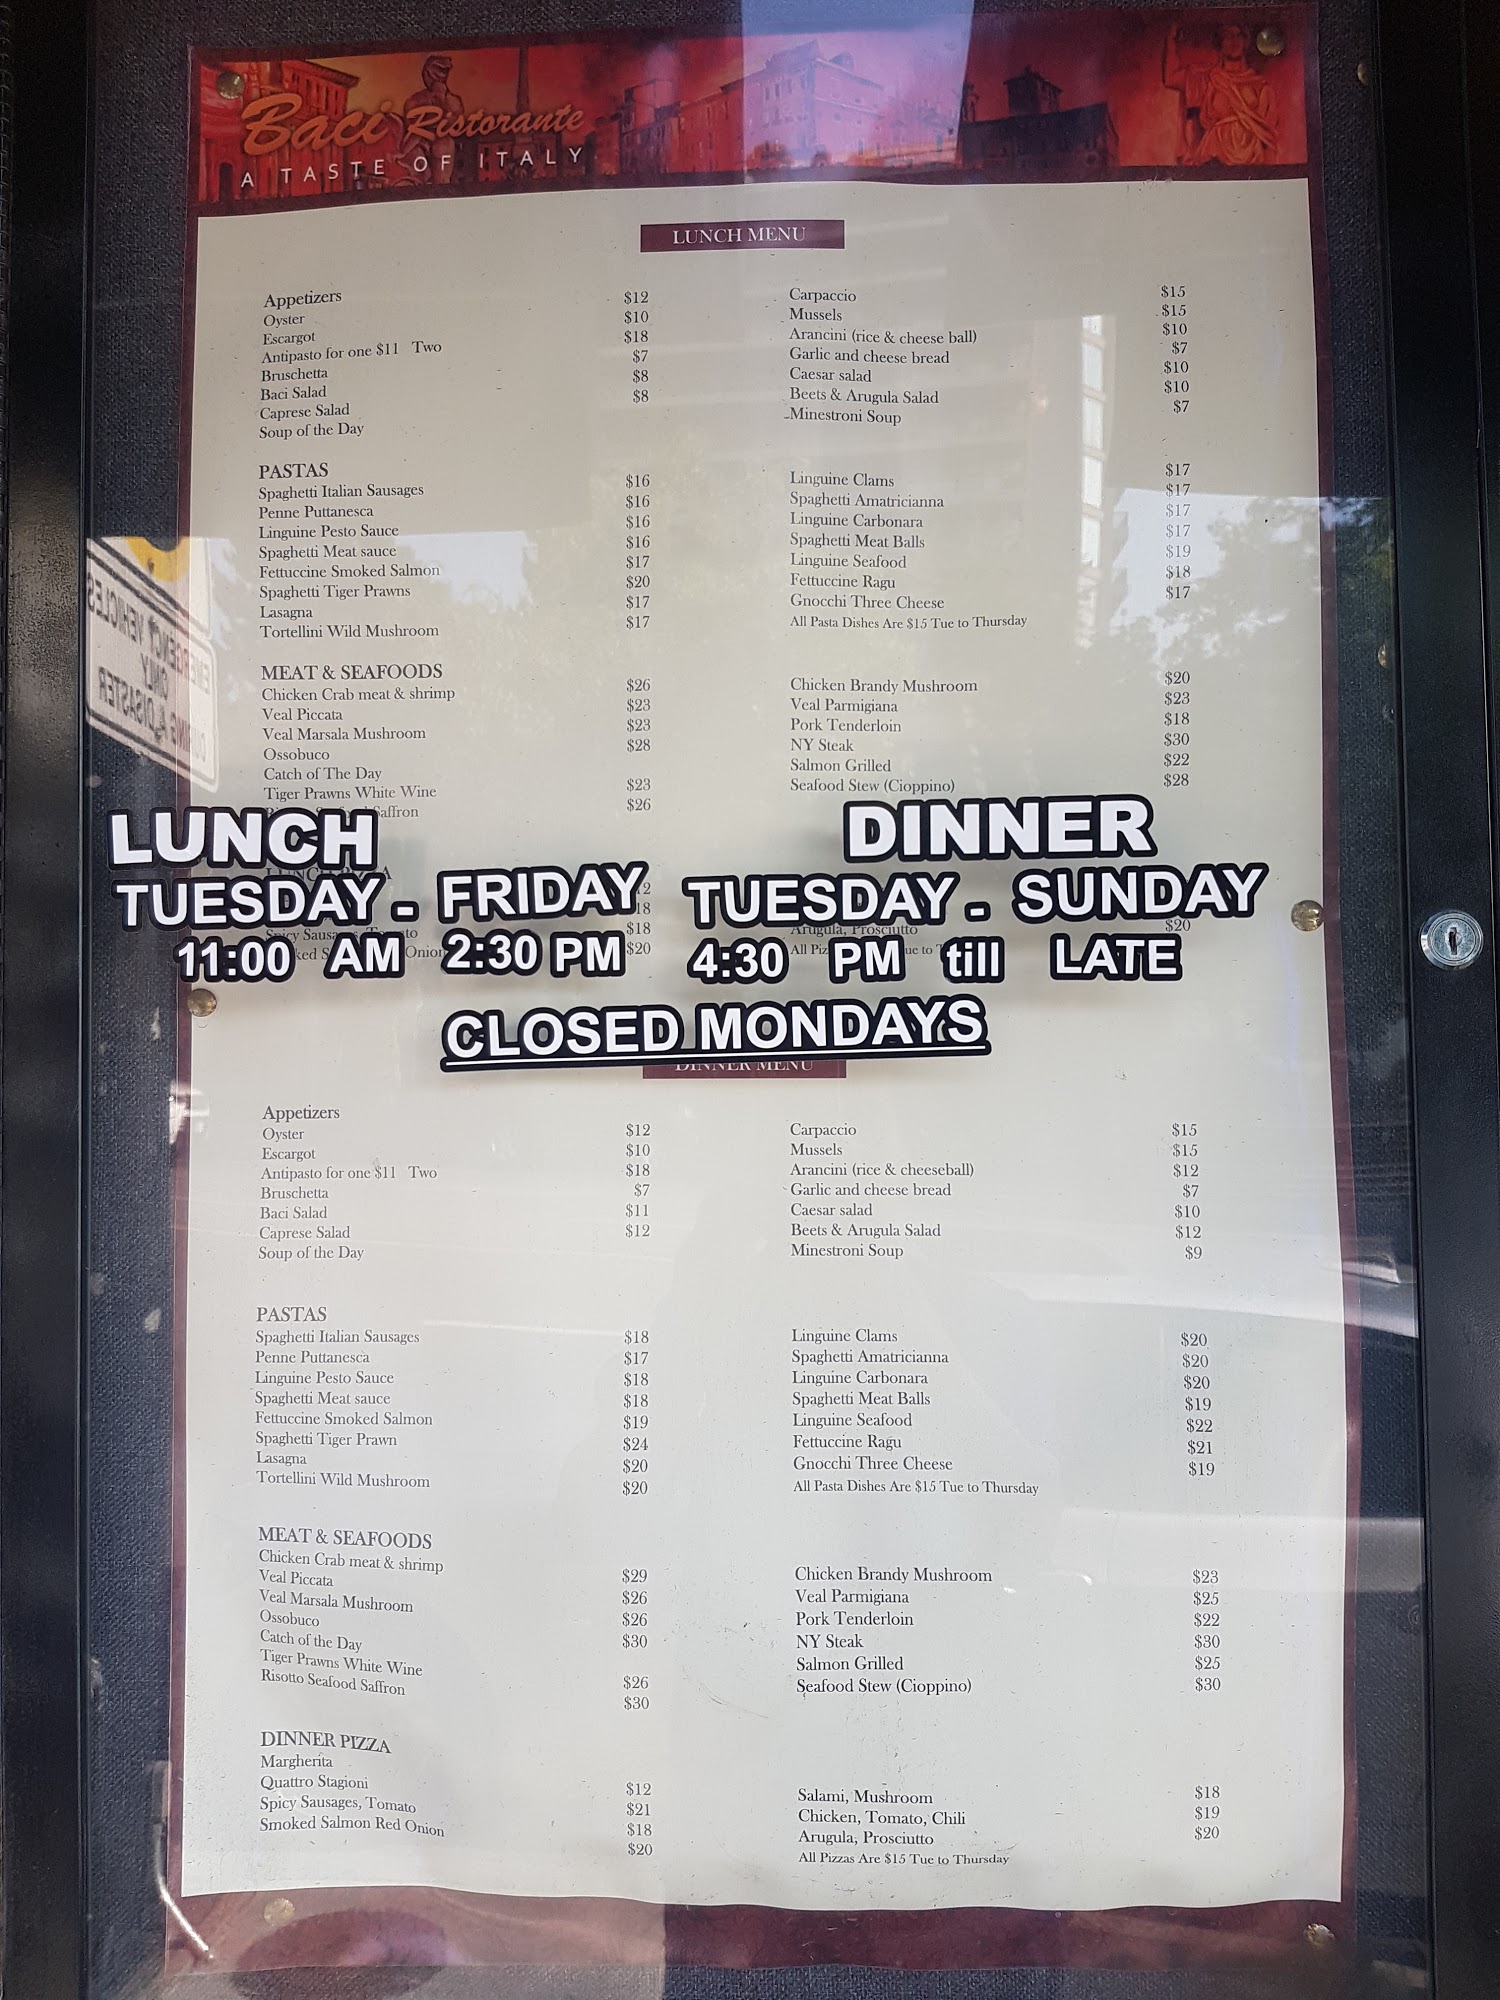 Baci Ristorante
A TASTE OF ITALY
LUNCH MENU
Appetizers $12
Oyster $10
Escargot $18
Antipasto for one $11 Two $7
Bruschetta $8
Baci Salad $8
Caprese Salad
Soup of the Day
Carpaccio $15
Mussels $15
Arancini (rice & cheese ball) $10
Garlic and cheese bread $7
Caesar salad $10
Beets & Arugula Salad $10
Minestroni Soup $7
PASTAS
Spaghetti Italian Sausages $16
Penne Puttanesca $16
Linguine Pesto Sauce $16
Spaghetti Meat sauce $16
Fettuccine Smoked Salmon $17
Spaghetti Tiger Prawns $20
Lasagna $17
Tortellini Wild Mushroom $17
Linguine Clams $17
Spaghetti Amatricianna $17
Linguine Carbonara $17
Spaghetti Meat Balls $17
Linguine Seafood $19
Fettuccine Ragu $18
Gnocchi Three Cheese $17
All Pasta Dishes Are $15 Tue to Thursday
MEAT & SEAFOODS
Chicken Crab meat & shrimp $26
Veal Piccata $23
Veal Marsala Mushroom $23
Ossobuco $28
Catch of The Day
Tiger Prawns White Wine $23
Saffron $26
Chicken Brandy Mushroom $20
Veal Parmigiana $23
Pork Tenderloin $18
NY Steak $30
Salmon Grilled $22
Seafood Stew (Cioppino) $28
LUNCH
TUESDAY - FRIDAY
11:00 AM 2:30 PM
DINNER
TUESDAY - SUNDAY
4:30 PM till LATE
CLOSED MONDAYS
$18
$20
Onion
Arugula, Prosciutto $20
DINNER MENU
Appetizers
Oyster $12
Escargot $10
Antipasto for one $11 Two $18
Bruschetta $7
Baci Salad $11
Caprese Salad $12
Soup of the Day
Carpaccio $15
Mussels $15
Arancini (rice & cheeseball) $12
Garlic and cheese bread $7
Caesar salad $10
Beets & Arugula Salad $12
Minestroni Soup $9
PASTAS
Spaghetti Italian Sausages $18
Penne Puttanesca $17
Linguine Pesto Sauce $18
Spaghetti Meat sauce $18
Fettuccine Smoked Salmon $19
Spaghetti Tiger Prawn $24
Lasagna $20
Tortellini Wild Mushroom $20
Linguine Clams $20
Spaghetti Amatricianna $20
Linguine Carbonara $20
Spaghetti Meat Balls $19
Linguine Seafood $22
Fettuccine Ragu $21
Gnocchi Three Cheese $19
All Pasta Dishes Are $15 Tue to Thursday
MEAT & SEAFOODS
Chicken Crab meat & shrimp $29
Veal Piccata $26
Veal Marsala Mushroom $26
Ossobuco $30
Catch of the Day
Tiger Prawns White Wine $26
Risotto Seafood Saffron $30
Chicken Brandy Mushroom $23
Veal Parmigiana $25
Pork Tenderloin $22
NY Steak $30
Salmon Grilled $25
Seafood Stew (Cioppino) $30
DINNER PIZZA
Margherita $12
Quattro Stagioni $21
Spicy Sausages, Tomato $18
Smoked Salmon Red Onion $20
Salami, Mushroom $18
Chicken, Tomato, Chili $19
Arugula, Prosciutto $20
All Pizzas Are $15 Tue to Thursday